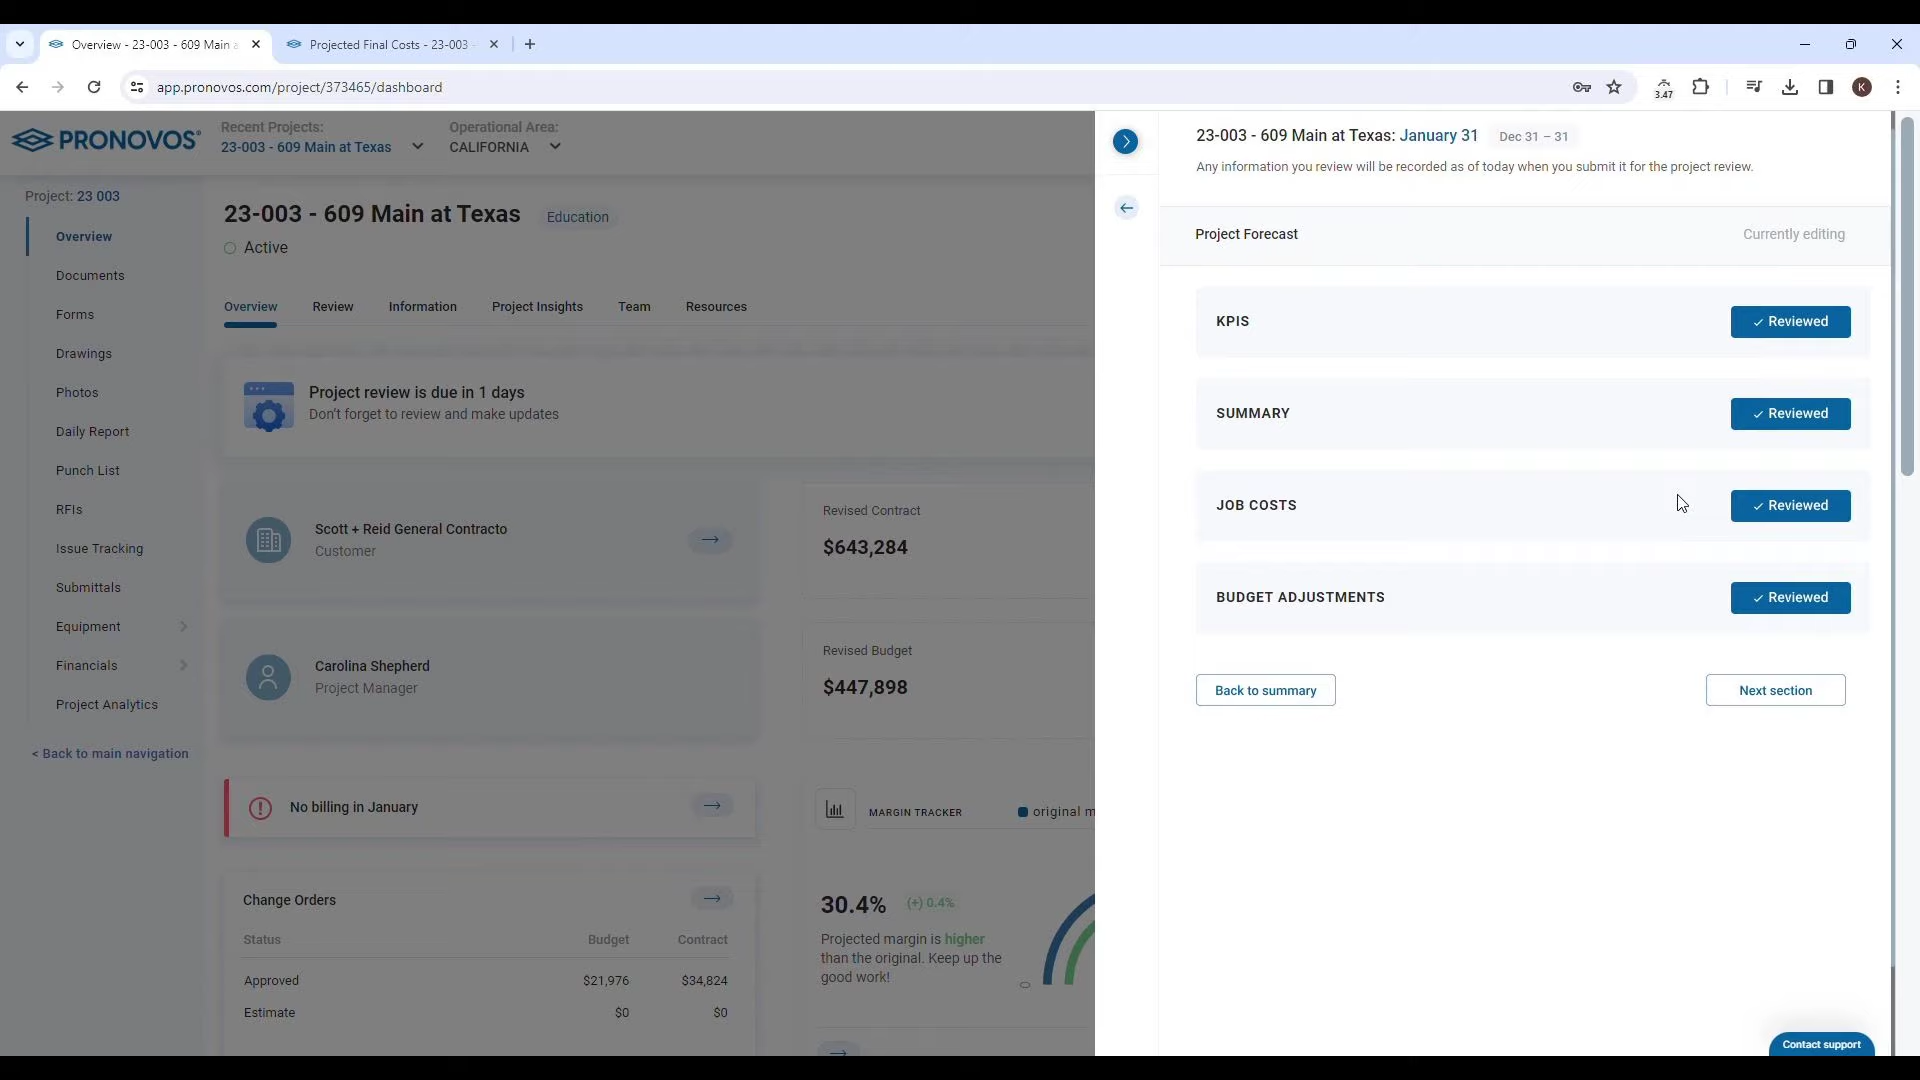 Overview - 23-003 - 609 Main a
Projected Final Costs - 23-003 -
app.pronovos.com/project/373465/dashboard
3.47
K
PRONOVOS®
Recent Projects:
23-003 - 609 Main at Texas
Operational Area:
CALIFORNIA
Project: 23 003
Overview
Documents
Forms
Drawings
Photos
Daily Report
Punch List
RFIs
Issue Tracking
Submittals
Equipment
Financials
Project Analytics
< Back to main navigation
23-003 - 609 Main at Texas
Education
Active
Overview
Review
Information
Project Insights
Team
Resources
Project review is due in 1 days
Don't forget to review and make updates
Scott + Reid General Contracto
Customer
Revised Contract
$643,284
Carolina Shepherd
Project Manager
Revised Budget
$447,898
No billing in January
MARGIN TRACKER
original m
Change Orders
Status Budget Contract
Approved $21,976 $34,824
Estimate $0 $0
30.4% (+) 0.4%
Projected margin is higher
than the original. Keep up the
good work!
23-003 - 609 Main at Texas: January 31
Dec 31 – 31
Any information you review will be recorded as of today when you submit it for the project review.
Project Forecast
Currently editing
KPIS
Reviewed
SUMMARY
Reviewed
JOB COSTS
Reviewed
BUDGET ADJUSTMENTS
Reviewed
Back to summary
Next section
Contact support